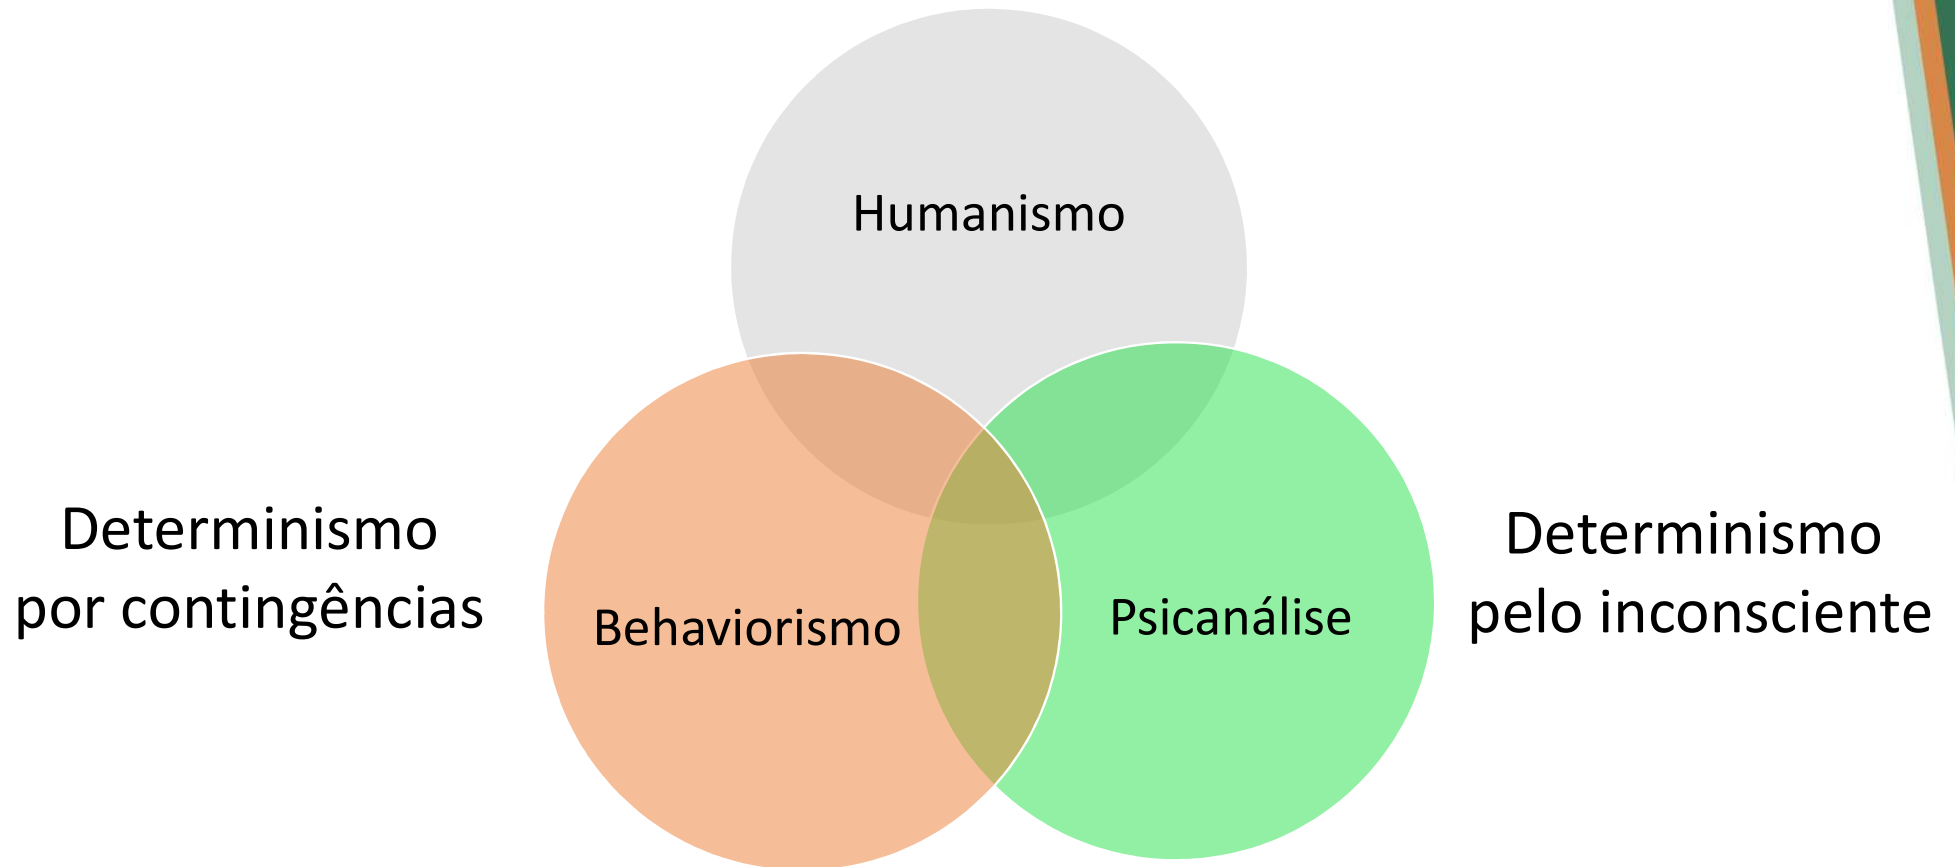 Humanismo
Determinismo
por contingências
Behaviorismo
Psicanálise
Determinismo
pelo inconsciente